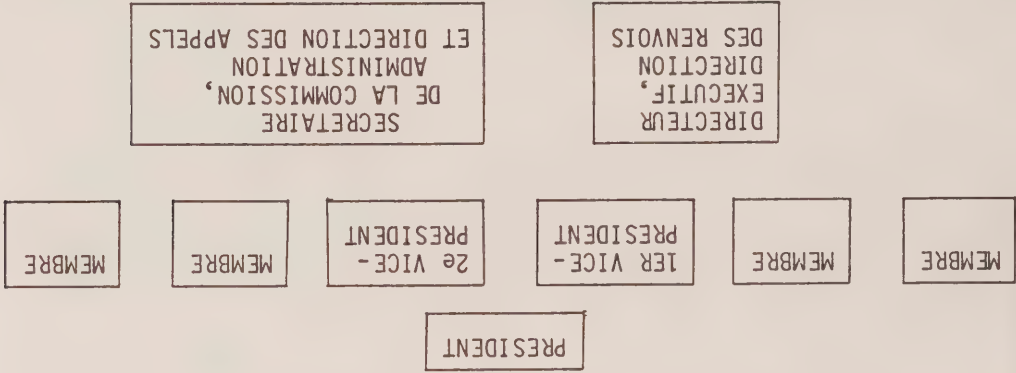 PRESIDENT
MEMBRE
MEMBRE
1ER VICE-
PRESIDENT
2e VICE-
PRESIDENT
MEMBRE
MEMBRE
DIRECTEUR
EXECUTIF,
DIRECTION
DES RENVOIS
SECRETAIRE
DE LA COMMISSION,
ADMINISTRATION
ET DIRECTION DES APPELS